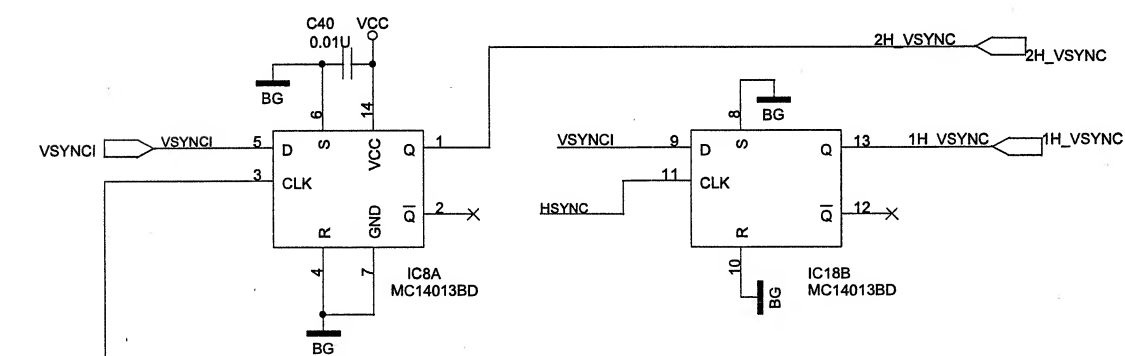 C40 VCC
0.01U
BG
6
14
VSYNCI
VSYNCI
5
D
S
VCC
Q
1
3
CLK
R
GND
Q
2
4
7
IC8A
MC14013BD
BG
2H_VSYNC
2H_VSYNC
8
BG
VSYNCI
9
D
S
Q
13
1H_VSYNC
1H_VSYNC
HSYNC
11
CLK
R
Q
12
10
BG
IC18B
MC14013BD